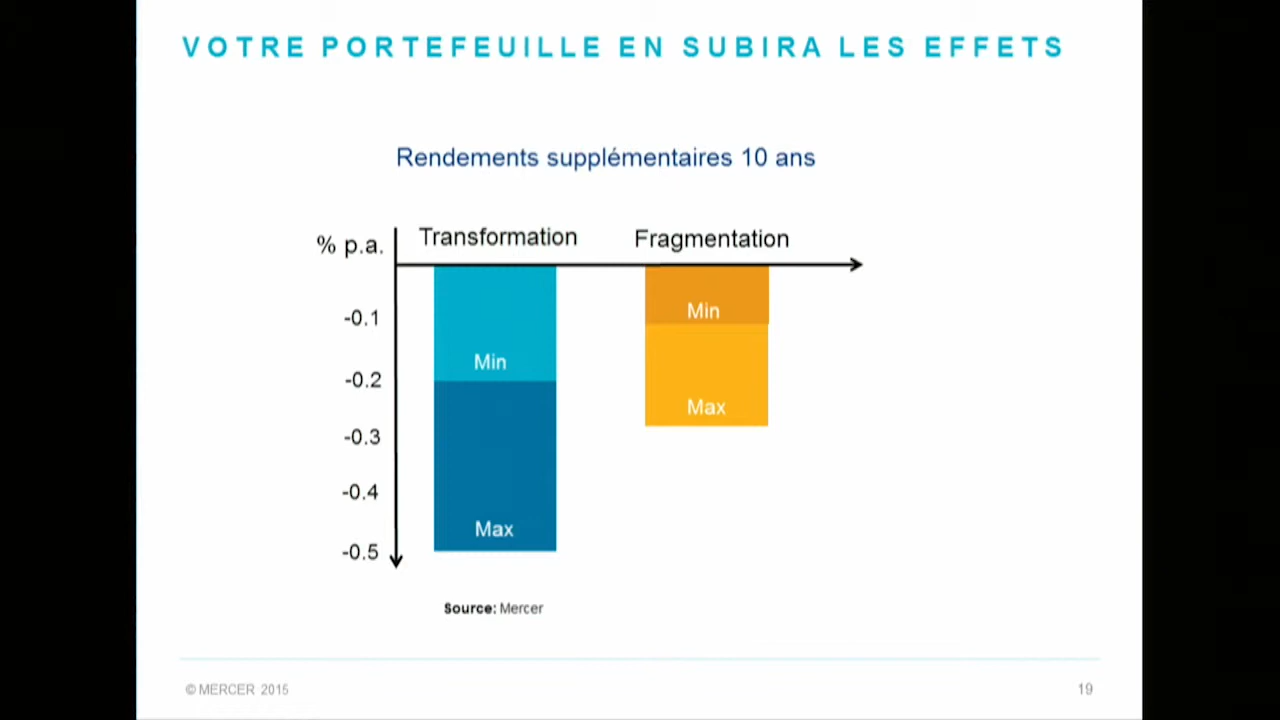 VOTRE PORTEFEUILLE EN SUBIRA LES EFFETS
Rendements supplémentaires 10 ans
% p.a.
Transformation
Fragmentation
-0.1
-0.2
-0.3
-0.4
-0.5
Min
Max
Min
Max
Source: Mercer
© MERCER 2015
19